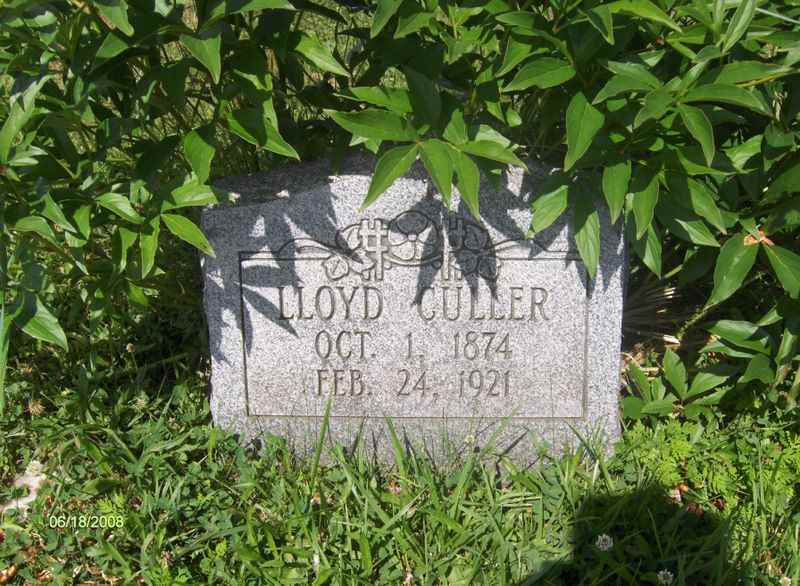 LLOYD CULLER
OCT. 1, 1874
FEB. 24, 1921
06/18/2008